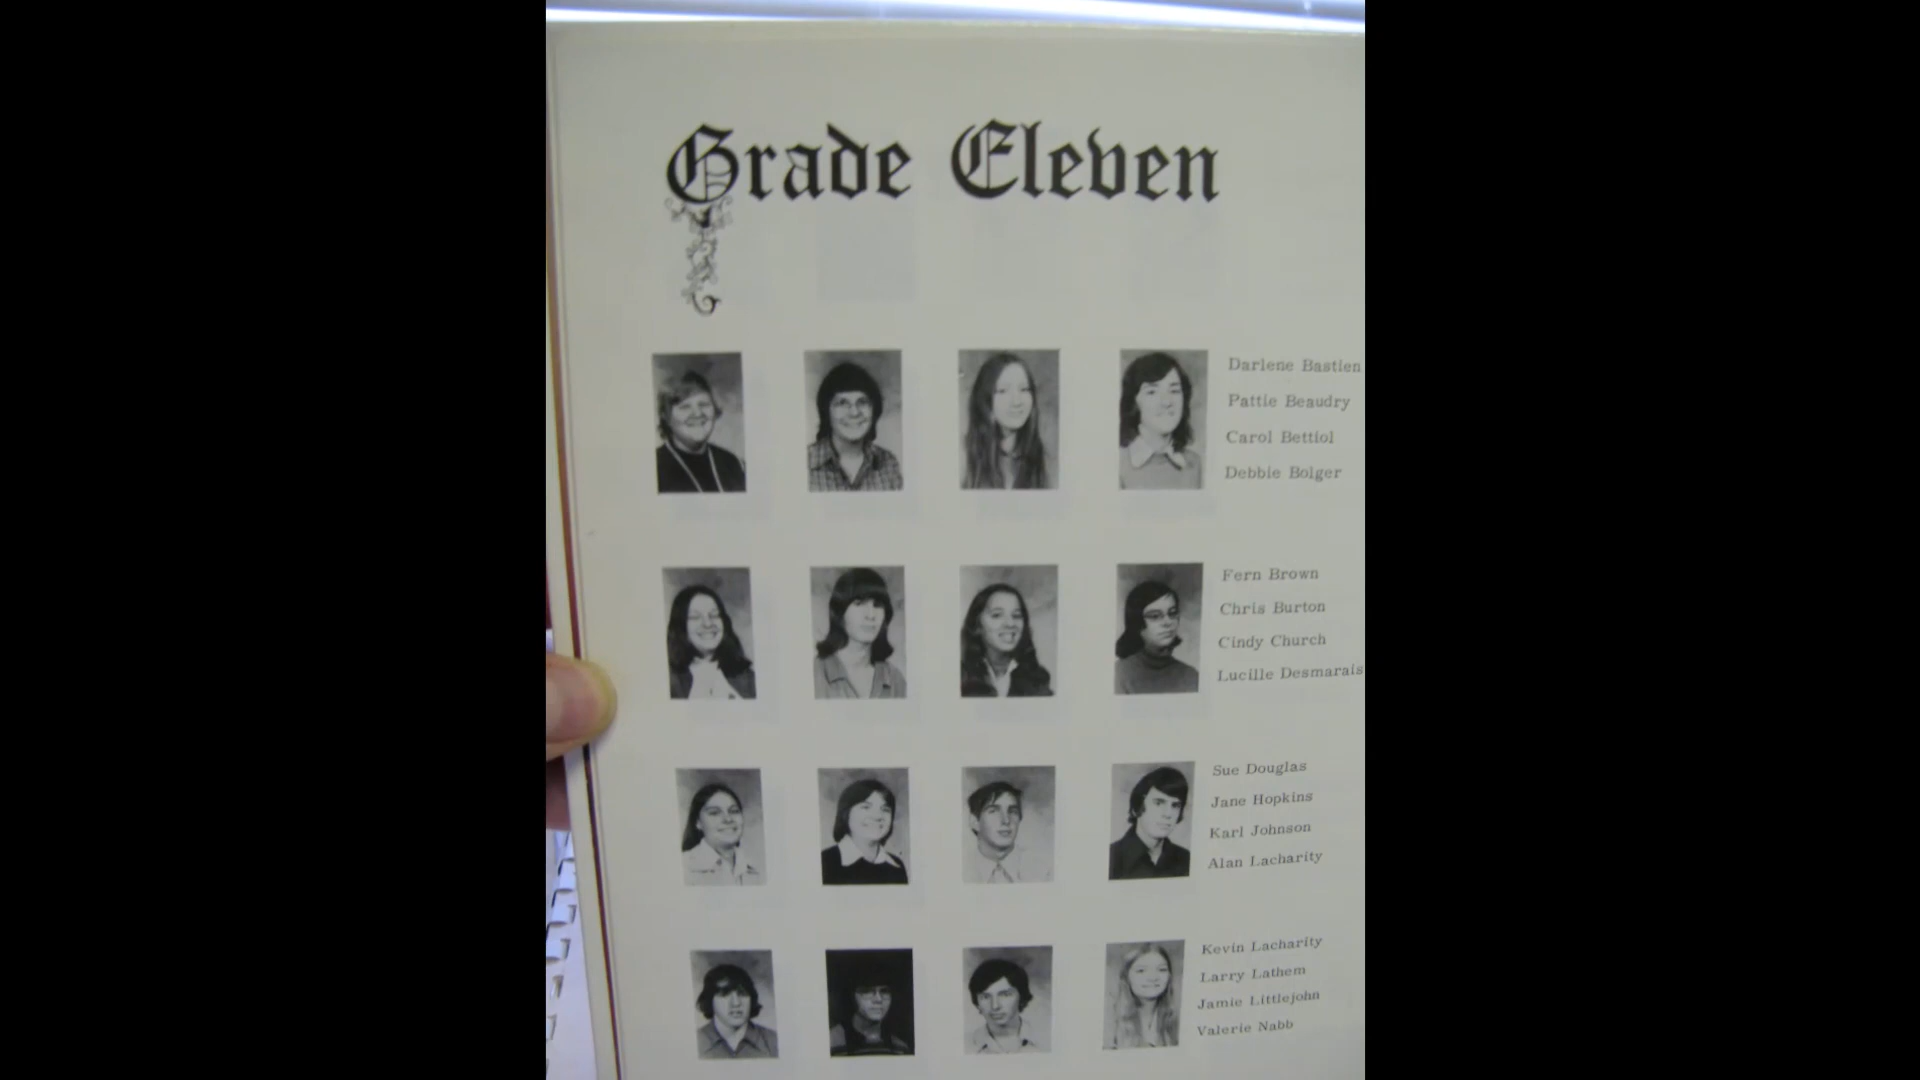 Grade Eleven
Darlene Bastien
Pattie Beaudry
Carol Bettiol
Debbie Bolger
Fern Brown
Chris Burton
Cindy Church
Lucille Desmarais
Sue Douglas
Jane Hopkins
Karl Johnson
Alan Lacharity
Kevin Lacharity
Larry Lathem
Jamie Littlejohn
Valerie Nabb